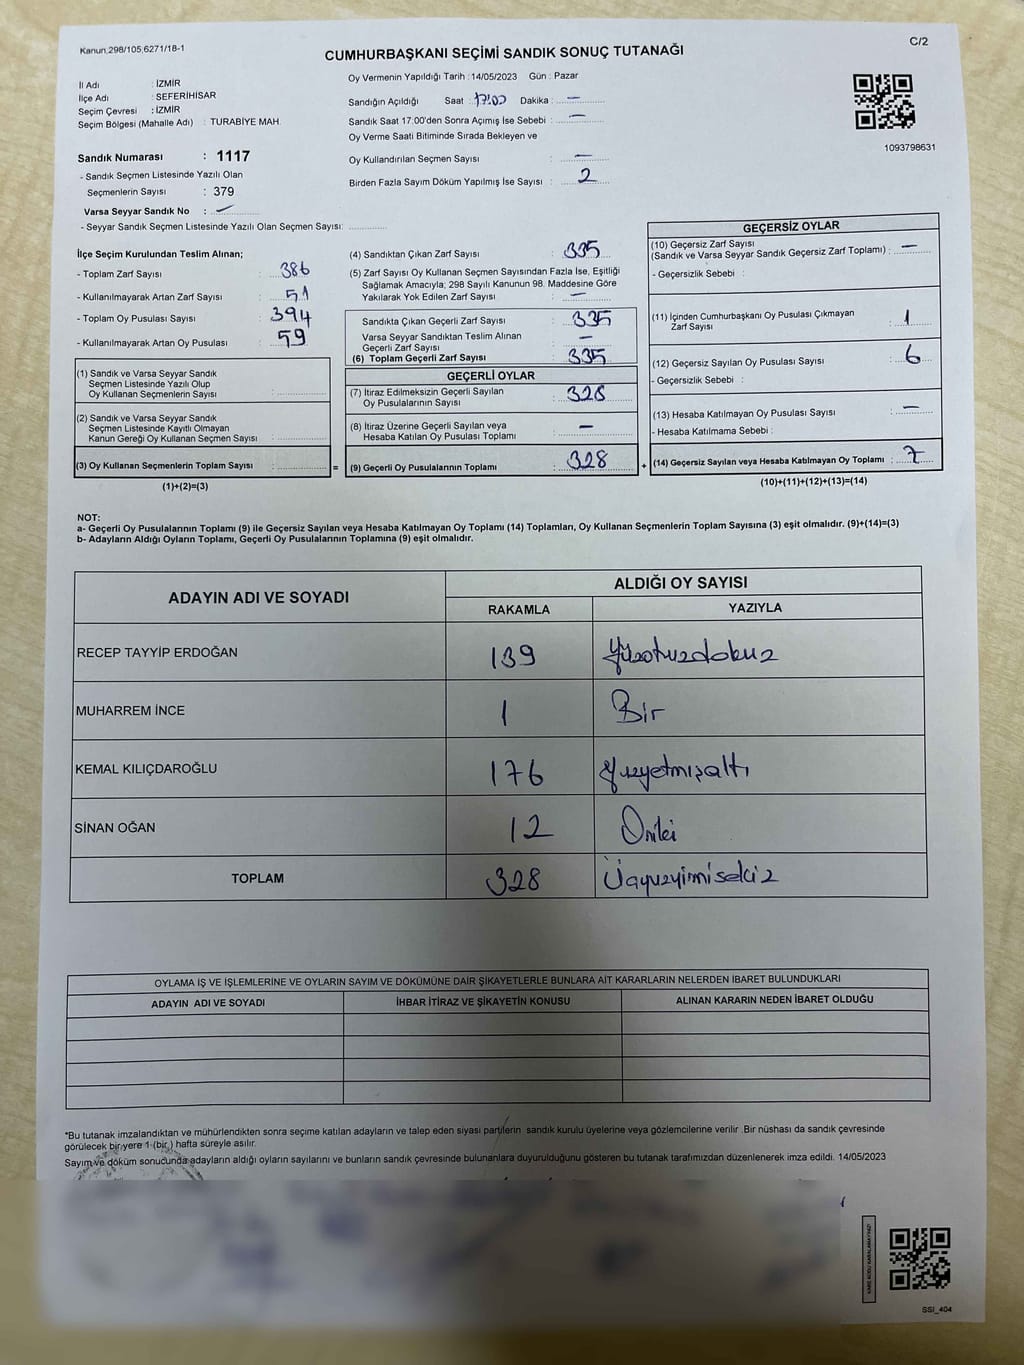 Kanun.298/105;6271/18-1
C/2
CUMHURBAŞKANI SEÇİMİ SANDIK SONUÇ TUTANAĞI
İl Adı : İZMİR
İlçe Adı : SEFERİHİSAR
Seçim Çevresi : İZMİR
Seçim Bölgesi (Mahalle Adı) : TURABİYE MAH.
Sandık Numarası : 1117
- Sandık Seçmen Listesinde Yazılı Olan
Seçmenlerin Sayısı : 379
Varsa Seyyar Sandık No : -
- Seyyar Sandık Seçmen Listesinde Yazılı Olan Seçmen Sayısı:
Oy Vermenin Yapıldığı Tarih : 14/05/2023 Gün : Pazar
Sandığın Açıldığı Saat : 17:00 Dakika : -
Sandık Saat 17:00'den Sonra Açımış İse Sebebi : -
Oy Verme Saati Bitiminde Sırada Bekleyen ve
Oy Kullandırılan Seçmen Sayısı : -
Birden Fazla Sayım Döküm Yapılmış İse Sayısı : 2
1093798631
İlçe Seçim Kurulundan Teslim Alınan;
- Toplam Zarf Sayısı : 386
- Kullanılmayarak Artan Zarf Sayısı : 51
- Toplam Oy Pusulası Sayısı : 394
- Kullanılmayarak Artan Oy Pusulası : 59
(1) Sandık ve Varsa Seyyar Sandık
Seçmen Listesinde Yazılı Olup
Oy Kullanan Seçmenlerin Sayısı :
(2) Sandık ve Varsa Seyyar Sandık
Seçmen Listesinde Kayıtlı Olmayan
Kanun Gereği Oy Kullanan Seçmen Sayısı :
(3) Oy Kullanan Seçmenlerin Toplam Sayısı :
(1)+(2)=(3)
=
(4) Sandıktan Çıkan Zarf Sayısı : 335
(5) Zarf Sayısı Oy Kullanan Seçmen Sayısından Fazla İse, Eşitliği
Sağlamak Amacıyla; 298 Sayılı Kanunun 98. Maddesine Göre
Yakılarak Yok Edilen Zarf Sayısı : -
Sandıkta Çıkan Geçerli Zarf Sayısı : 335
Varsa Seyyar Sandıktan Teslim Alınan
Geçerli Zarf Sayısı : -
(6) Toplam Geçerli Zarf Sayısı : 335
GEÇERLİ OYLAR
(7) İtiraz Edilmeksizin Geçerli Sayılan
Oy Pusulalarının Sayısı : 328
(8) İtiraz Üzerine Geçerli Sayılan veya
Hesaba Katılan Oy Pusulası Toplamı : -
(9) Geçerli Oy Pusulalarının Toplamı : 328
+
GEÇERSİZ OYLAR
(10) Geçersiz Zarf Sayısı
(Sandık ve Varsa Seyyar Sandık Geçersiz Zarf Toplamı) : -
- Geçersizlik Sebebi :
(11) İçinden Cumhurbaşkanı Oy Pusulası Çıkmayan
Zarf Sayısı : 1
(12) Geçersiz Sayılan Oy Pusulası Sayısı : 6
- Geçersizlik Sebebi :
(13) Hesaba Katılmayan Oy Pusulası Sayısı : -
- Hesaba Katılmama Sebebi :
(14) Geçersiz Sayılan veya Hesaba Katılmayan Oy Toplamı : 7
(10)+(11)+(12)+(13)=(14)
NOT:
a- Geçerli Oy Pusulalarının Toplamı (9) ile Geçersiz Sayılan veya Hesaba Katılmayan Oy Toplamı (14) Toplamları, Oy Kullanan Seçmenlerin Toplam Sayısına (3) eşit olmalıdır. (9)+(14)=(3)
b- Adayların Aldığı Oyların Toplamı, Geçerli Oy Pusulalarının Toplamına (9) eşit olmalıdır.
ADAYIN ADI VE SOYADI ALDIĞI OY SAYISI
RAKAMLA YAZIYLA
RECEP TAYYİP ERDOĞAN 139 Yüzotuzdokuz
MUHARREM İNCE 1 Bir
KEMAL KILIÇDAROĞLU 176 Yuzyetmişaltı
SİNAN OĞAN 12 Oniki
TOPLAM 328 Üçyuzyirmisekiz
OYLAMA İŞ VE İŞLEMLERİNE VE OYLARIN SAYIM VE DÖKÜMÜNE DAİR ŞİKAYETLERLE BUNLARA AİT KARARLARIN NELERDEN İBARET BULUNDUKLARI
ADAYIN ADI VE SOYADI İHBAR İTİRAZ VE ŞİKAYETİN KONUSU ALINAN KARARIN NEDEN İBARET OLDUĞU
*Bu tutanak imzalandıktan ve mühürlendikten sonra seçime katılan adayların ve talep eden siyasi partilerin sandık kurulu üyelerine veya gözlemcilerine verilir .Bir nüshası da sandık çevresinde
görülecek bir yere 1 (bir ) hafta süreyle asılır.
Sayım ve döküm sonucunda adayların aldığı oyların sayılarını ve bunların sandık çevresinde bulunanlara duyurulduğunu gösteren bu tutanak tarafımızdan düzenlenerek imza edildi. 14/05/2023
KARE KODU KARALAMAYINIZ!
SSI_404